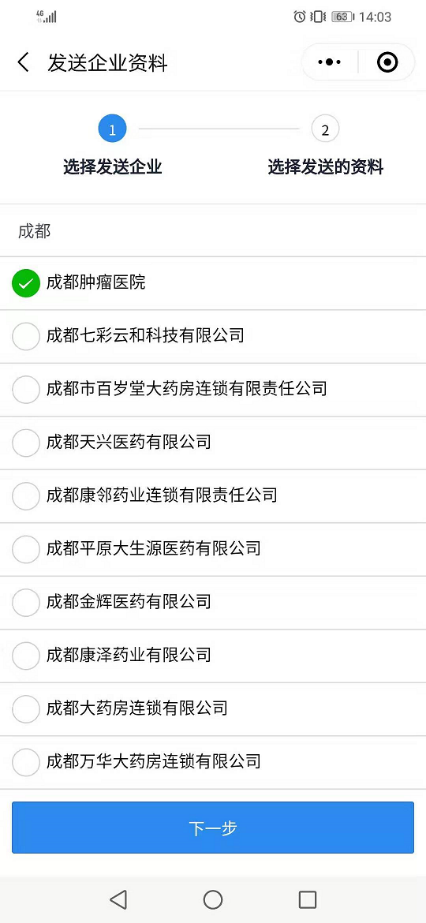 4G
63
14:03
发送企业资料
1
2
选择发送企业
选择发送的资料
成都
成都肿瘤医院
成都七彩云和科技有限公司
成都市百岁堂大药房连锁有限责任公司
成都天兴医药有限公司
成都康邻药业连锁有限责任公司
成都平原大生源医药有限公司
成都金辉医药有限公司
成都康泽药业有限公司
成都大药房连锁有限公司
成都万华大药房连锁有限公司
下一步